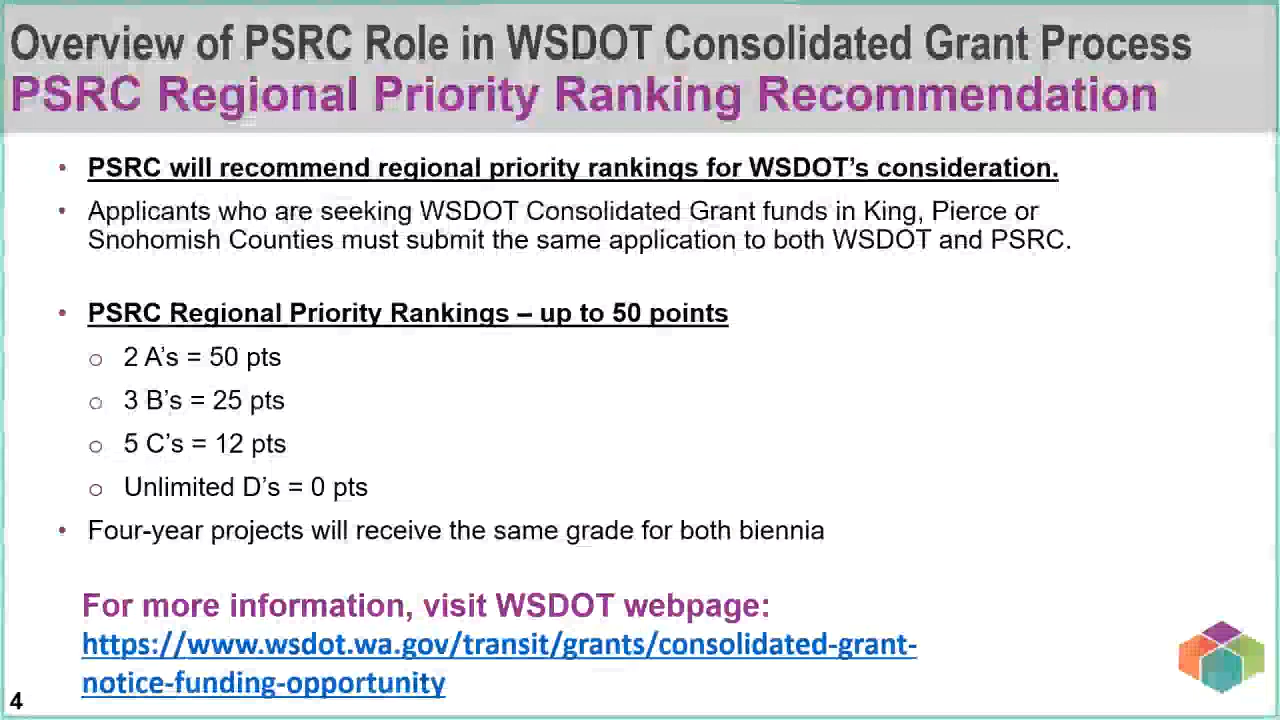 Overview of PSRC Role in WSDOT Consolidated Grant Process
PSRC Regional Priority Ranking Recommendation
• PSRC will recommend regional priority rankings for WSDOT’s consideration.
• Applicants who are seeking WSDOT Consolidated Grant funds in King, Pierce or
Snohomish Counties must submit the same application to both WSDOT and PSRC.
• PSRC Regional Priority Rankings – up to 50 points
o 2 A’s = 50 pts
o 3 B’s = 25 pts
o 5 C’s = 12 pts
o Unlimited D’s = 0 pts
• Four-year projects will receive the same grade for both biennia
For more information, visit WSDOT webpage:
https://www.wsdot.wa.gov/transit/grants/consolidated-grant-
notice-funding-opportunity
4